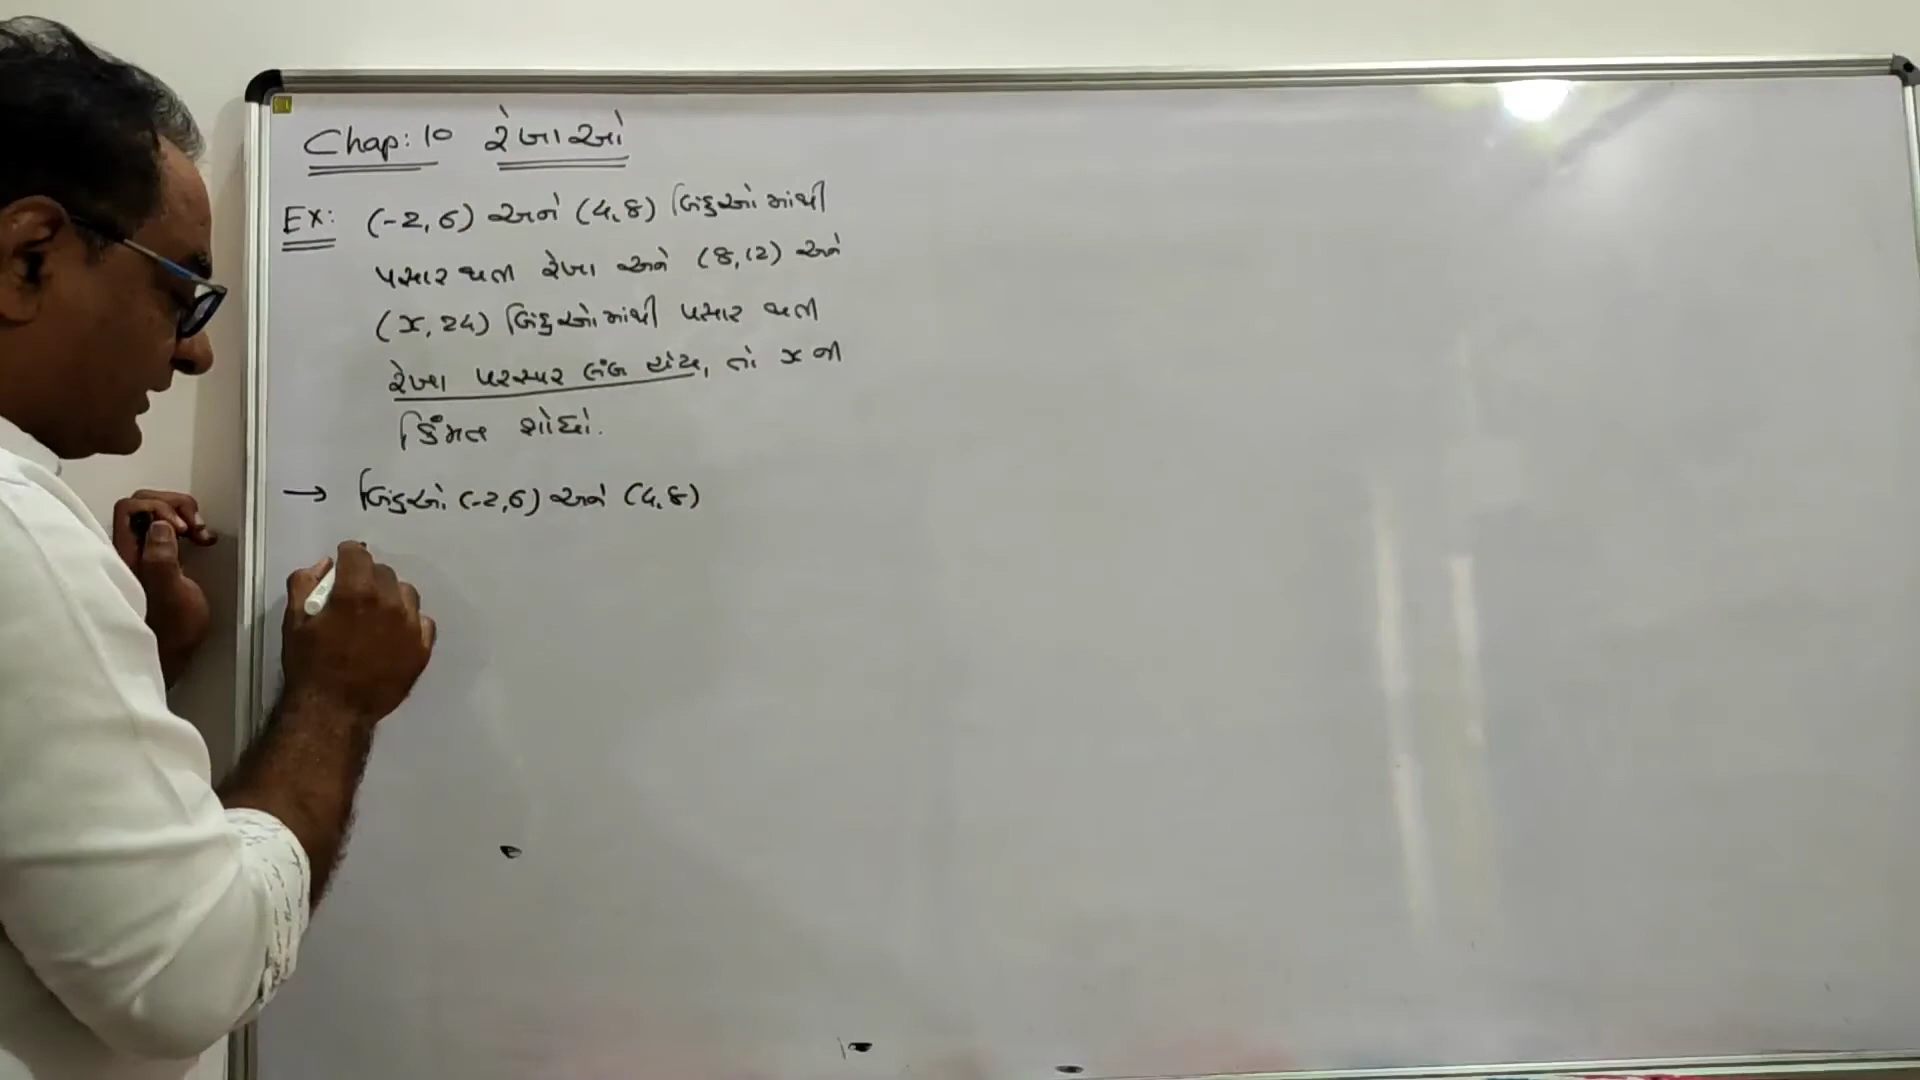 Chap: 10 રેખાઓ
Ex: (-2, 6) અને (4, 8) બિંદુઓમાંથી
પસાર થતી રેખા અને (8, 12) અને
(x, 24) બિંદુઓમાંથી પસાર થતી
રેખા પરસ્પર લંબ હોય, તો x ની
કિંમત શોધો.
→ બિંદુઓ (-2, 6) અને (4, 8)